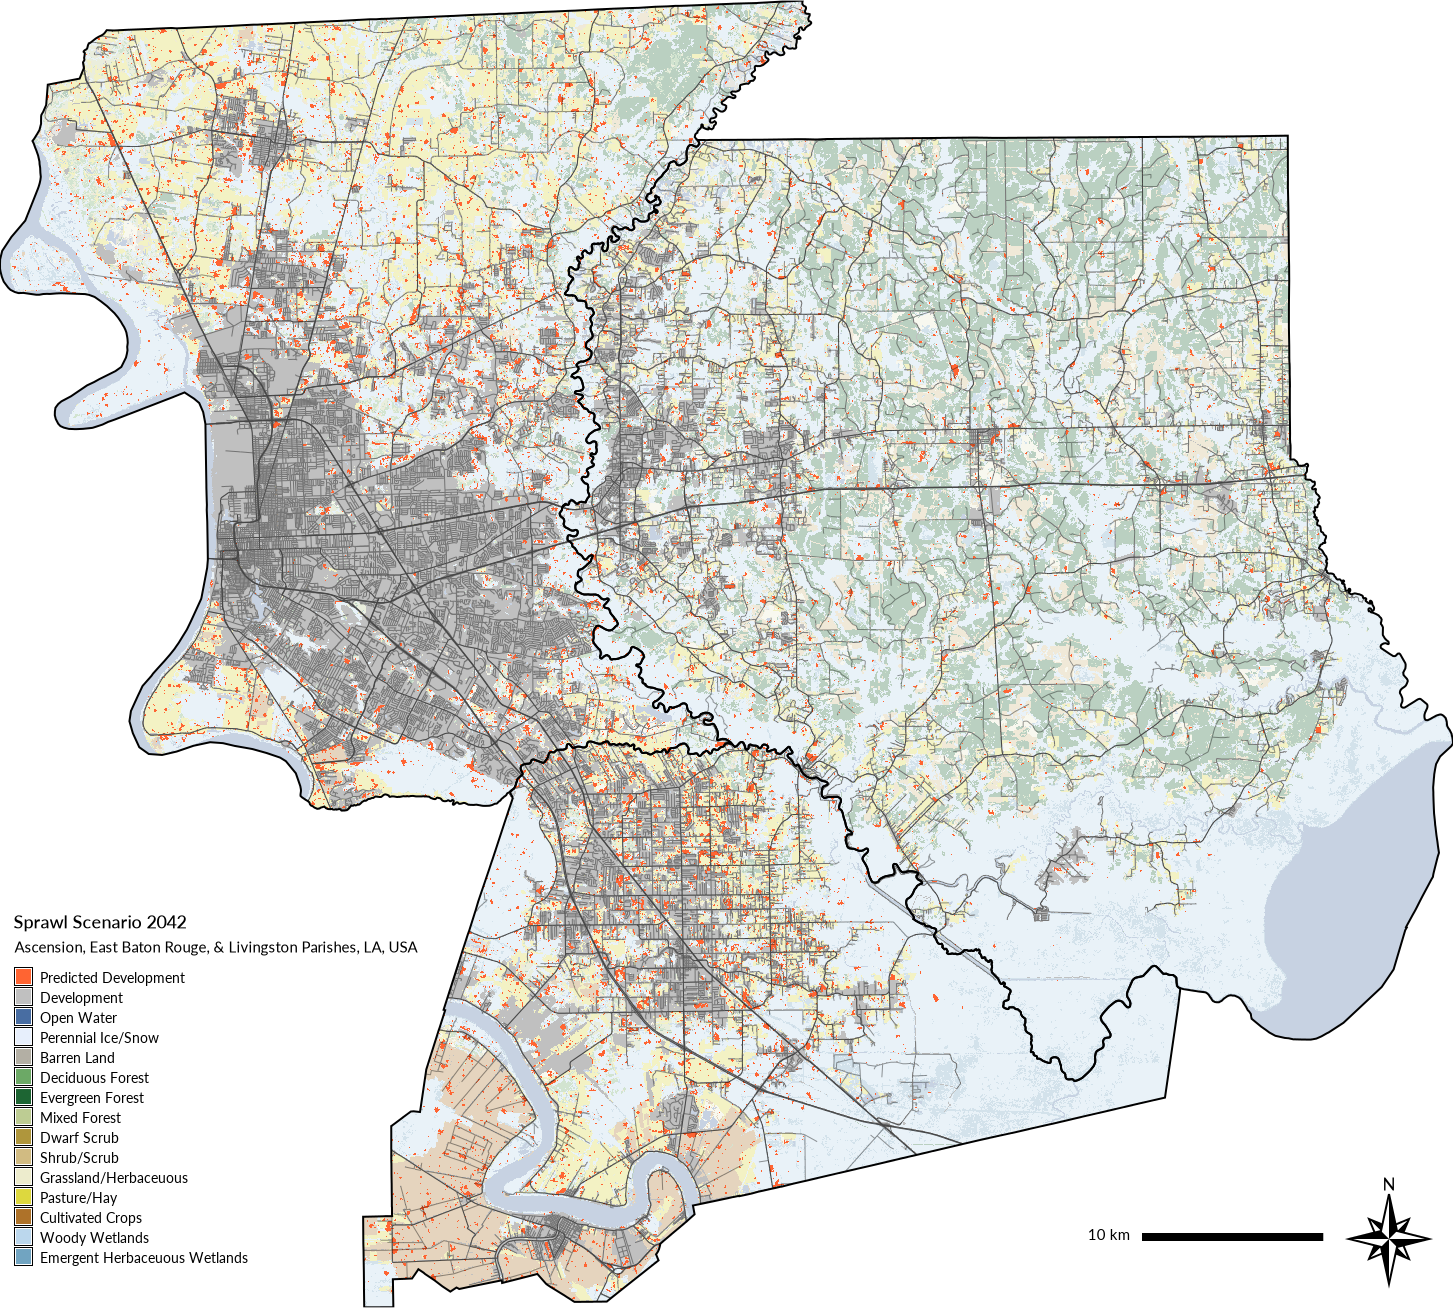 Sprawl Scenario 2042
Ascension, East Baton Rouge, & Livingston Parishes, LA, USA
Predicted Development
Development
Open Water
Perennial Ice/Snow
Barren Land
Deciduous Forest
Evergreen Forest
Mixed Forest
Dwarf Scrub
Shrub/Scrub
Grassland/Herbaceuous
Pasture/Hay
Cultivated Crops
Woody Wetlands
Emergent Herbaceuous Wetlands
10 km
N